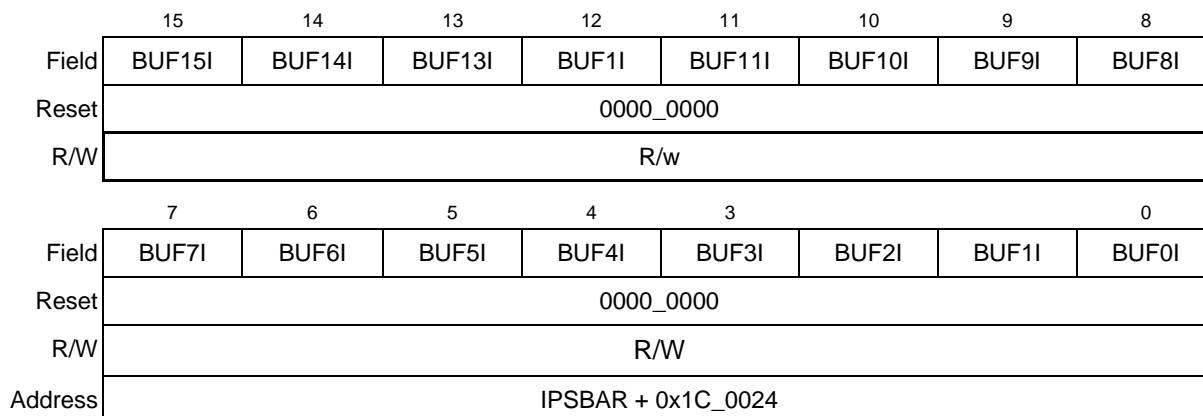 15 14 13 12 11 10 9 8
Field BUF15I BUF14I BUF13I BUF1I BUF11I BUF10I BUF9I BUF8I
Reset 0000_0000
R/W R/w
7 6 5 4 3 0
Field BUF7I BUF6I BUF5I BUF4I BUF3I BUF2I BUF1I BUF0I
Reset 0000_0000
R/W R/W
Address IPSBAR + 0x1C_0024